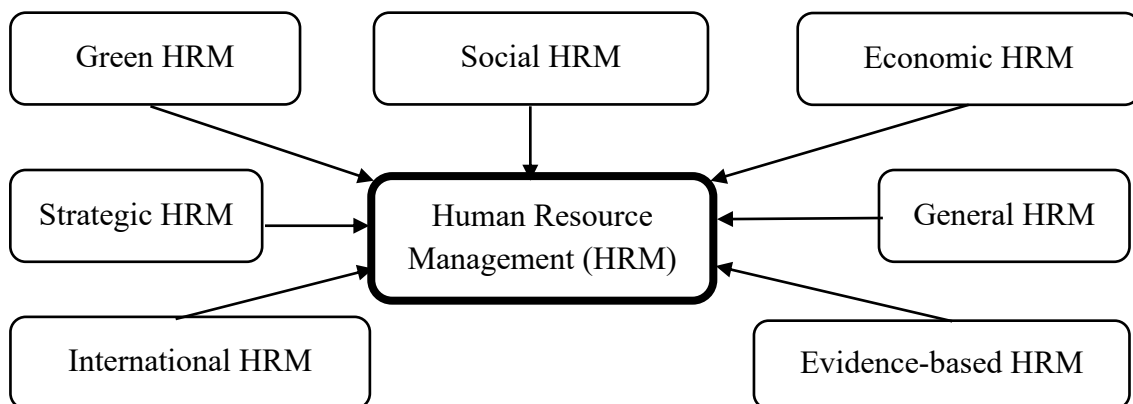 Green HRM
Social HRM
Economic HRM
Strategic HRM
Human Resource
Management (HRM)
General HRM
International HRM
Evidence-based HRM